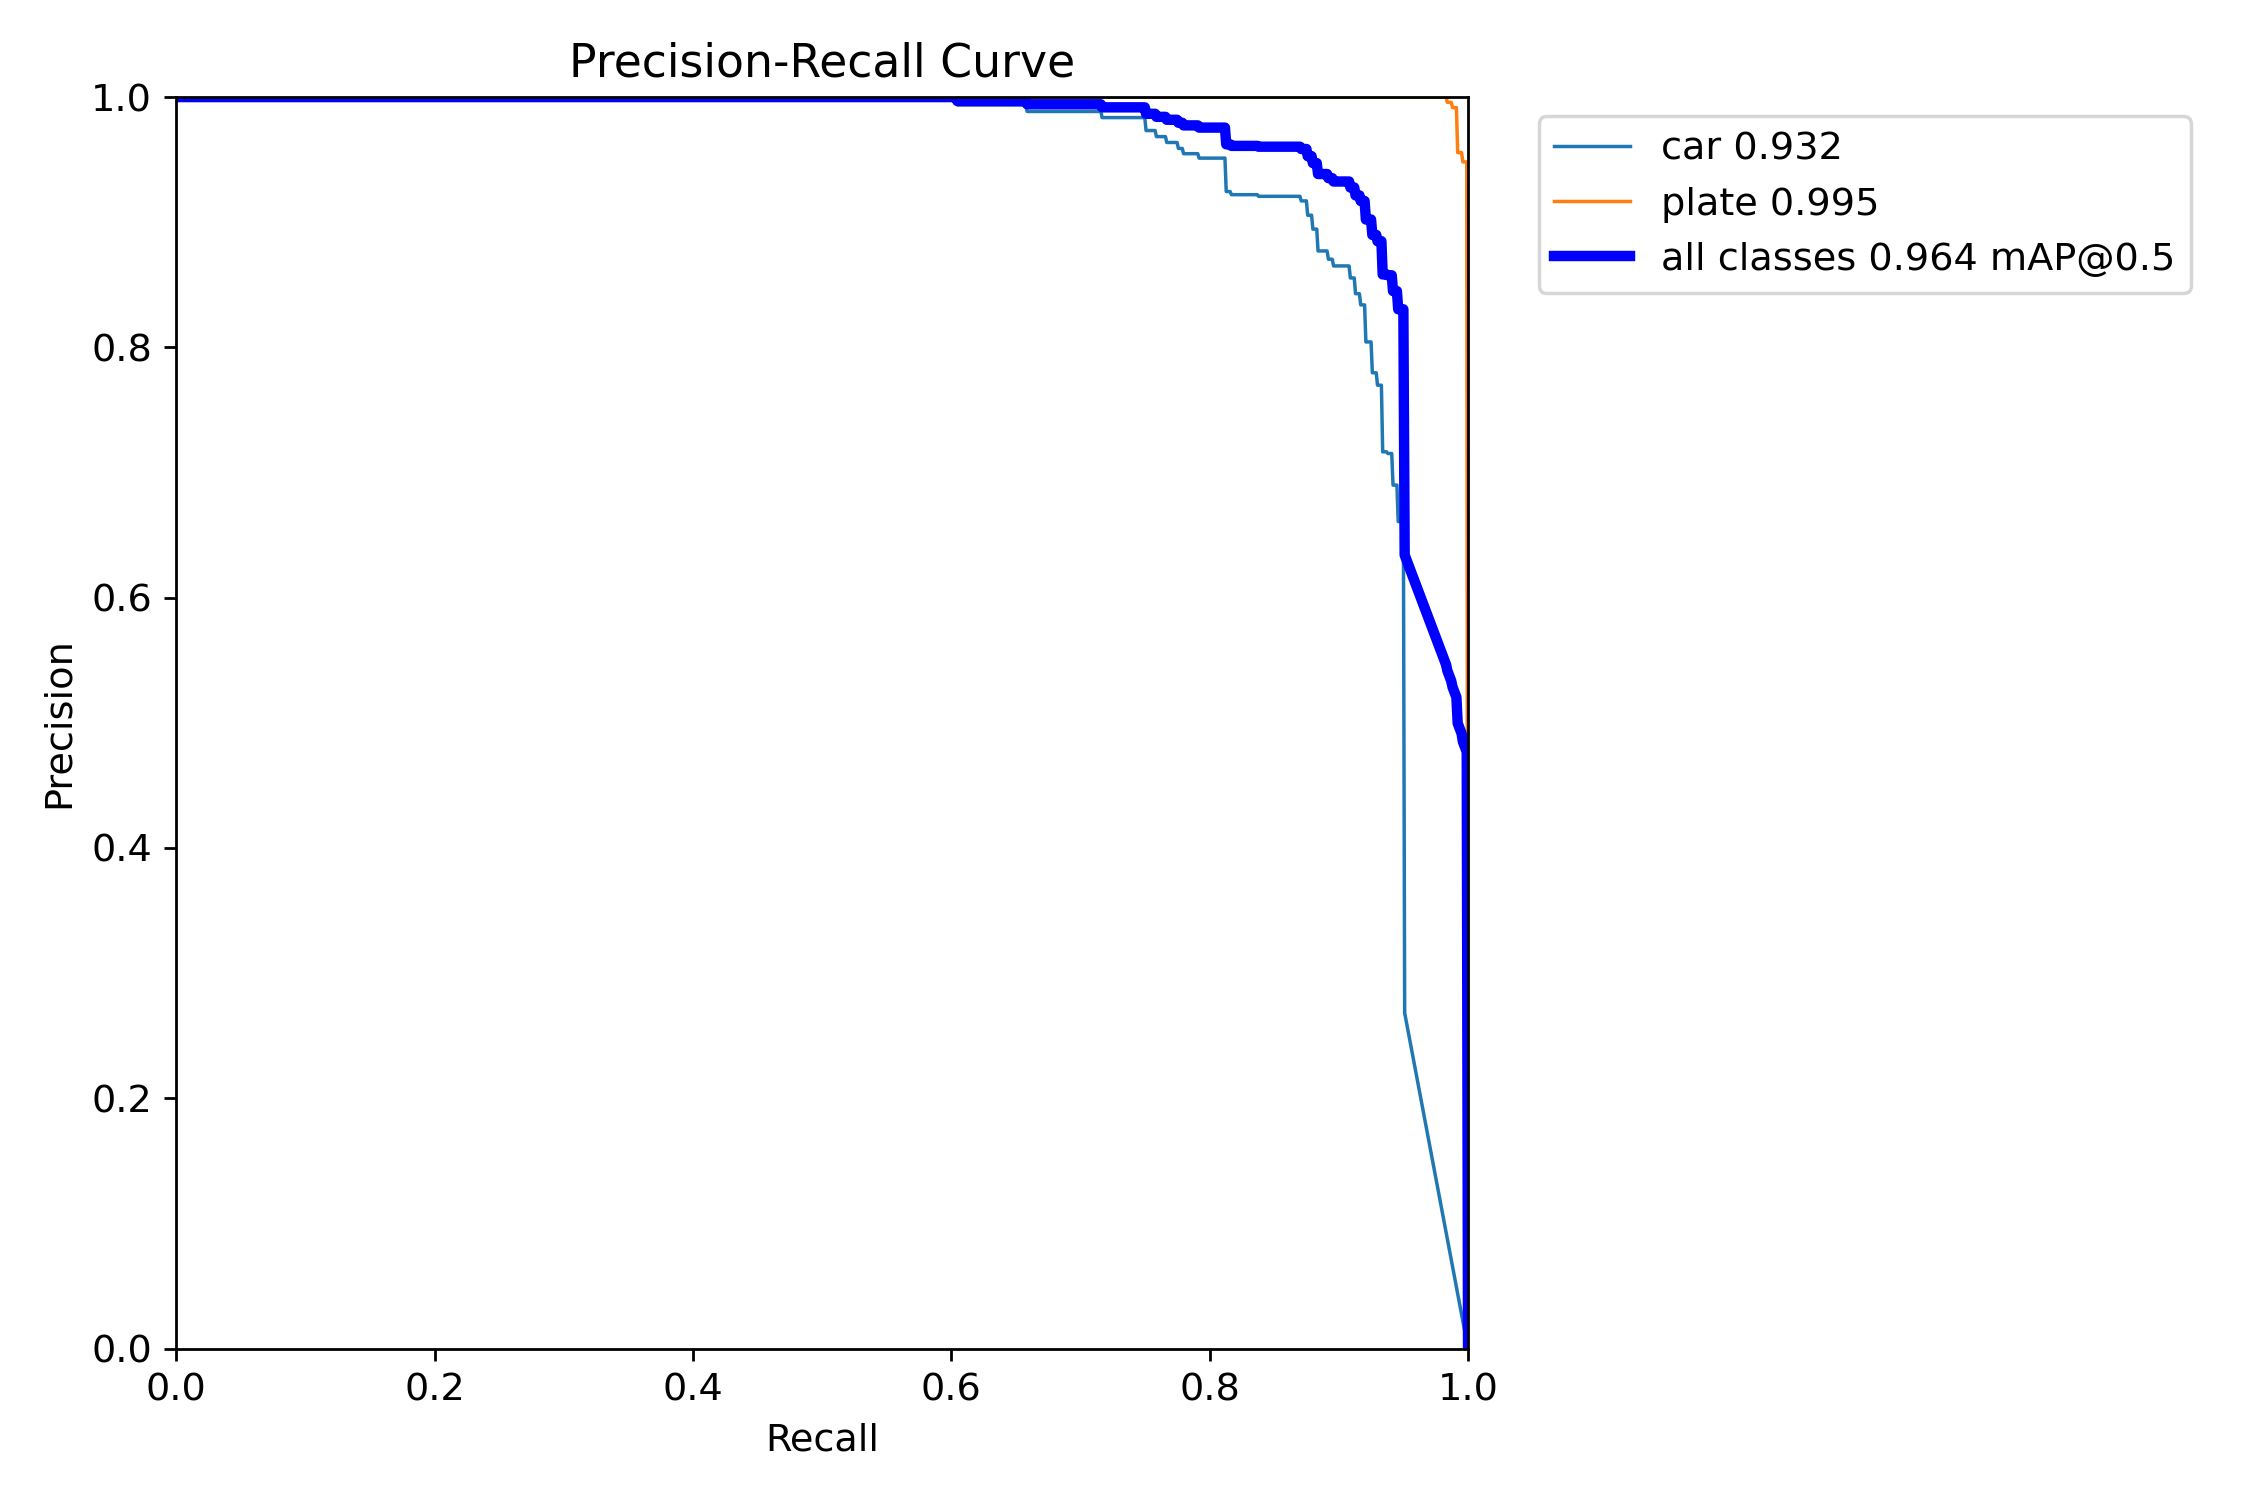 Precision-Recall Curve
1.0
0.8
0.6
0.4
0.2
0.0
Precision
0.0 0.2 0.4 0.6 0.8 1.0
Recall
car 0.932
plate 0.995
all classes 0.964 mAP@0.5